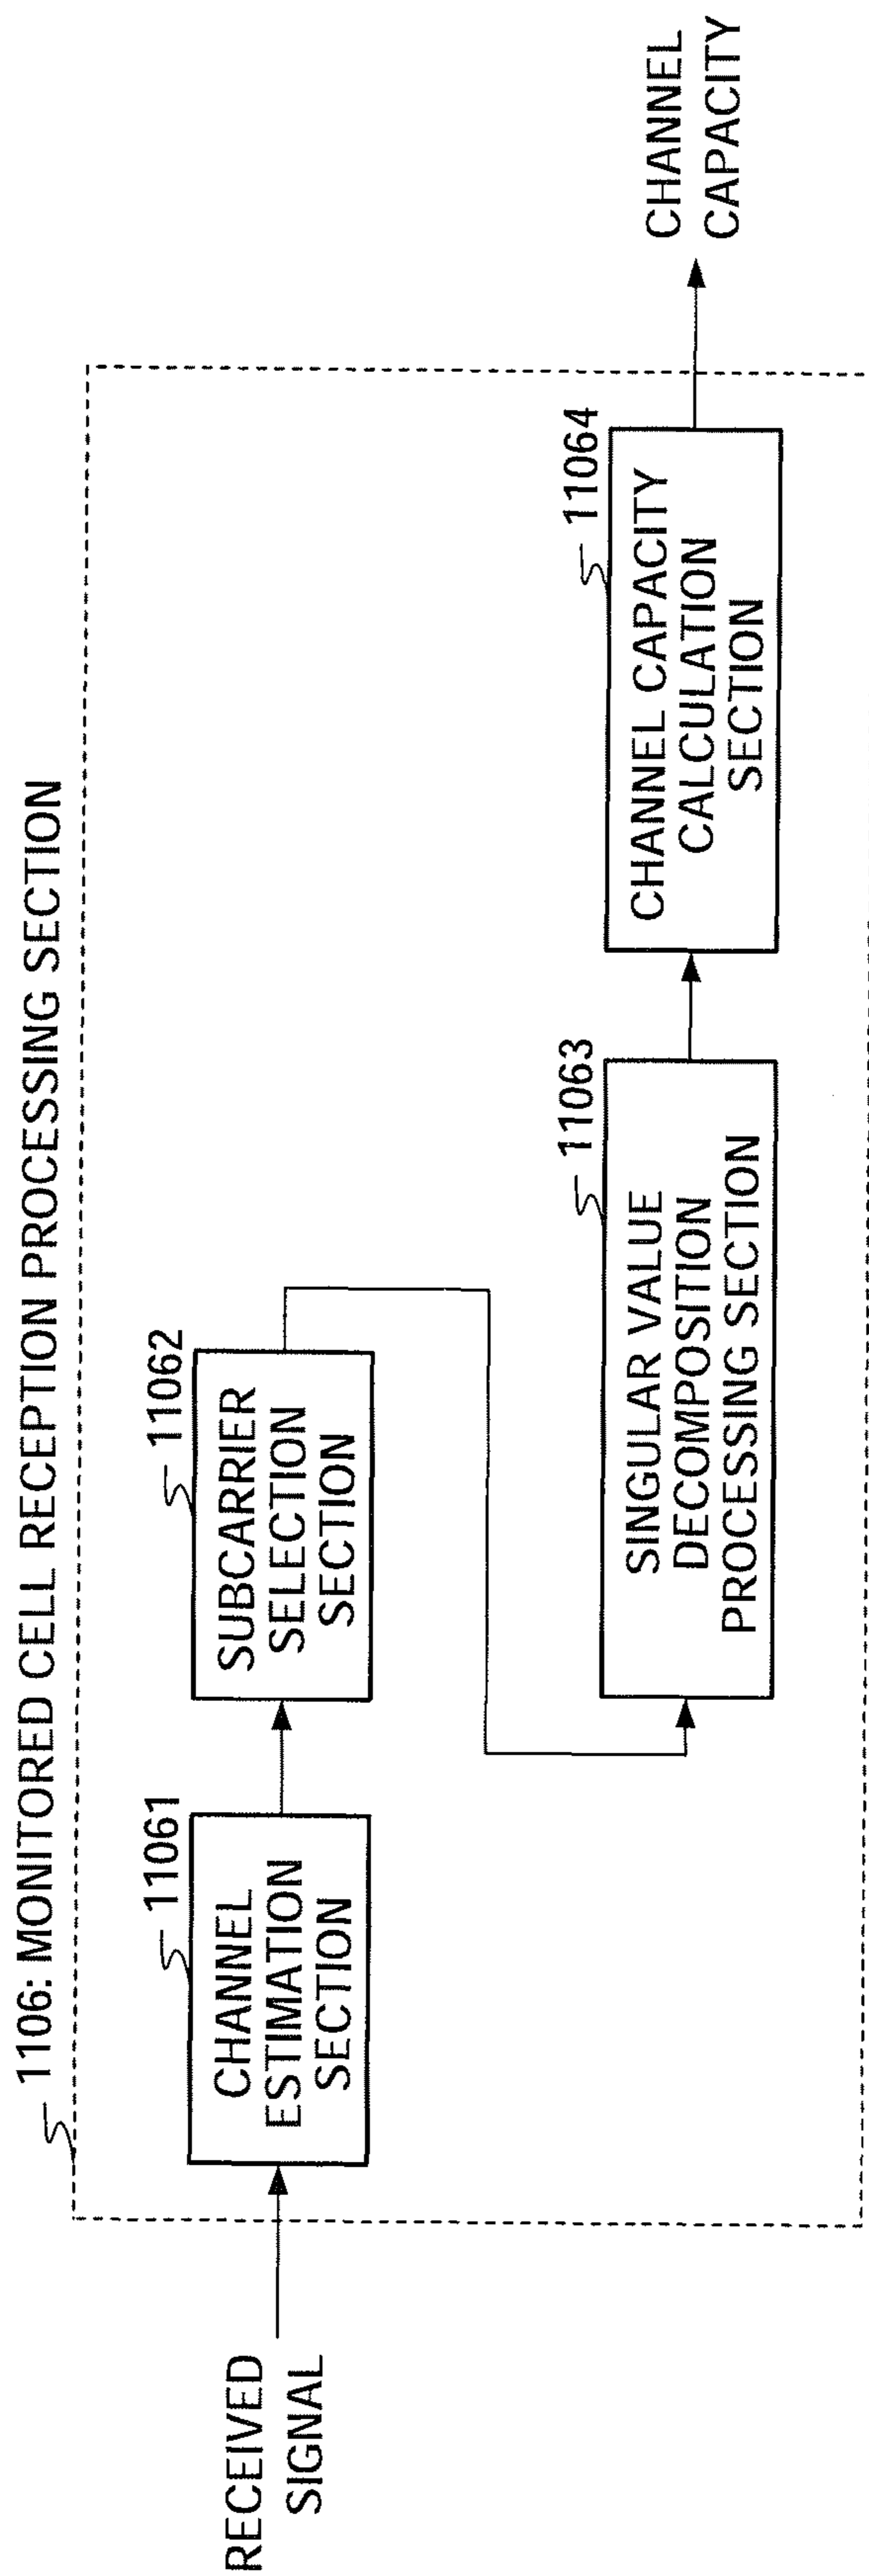 1106: MONITORED CELL RECEPTION PROCESSING SECTION
RECEIVED
SIGNAL
11061
CHANNEL
ESTIMATION
SECTION
11062
SUBCARRIER
SELECTION
SECTION
11063
SINGULAR VALUE
DECOMPOSITION
PROCESSING SECTION
11064
CHANNEL CAPACITY
CALCULATION
SECTION
CHANNEL
CAPACITY